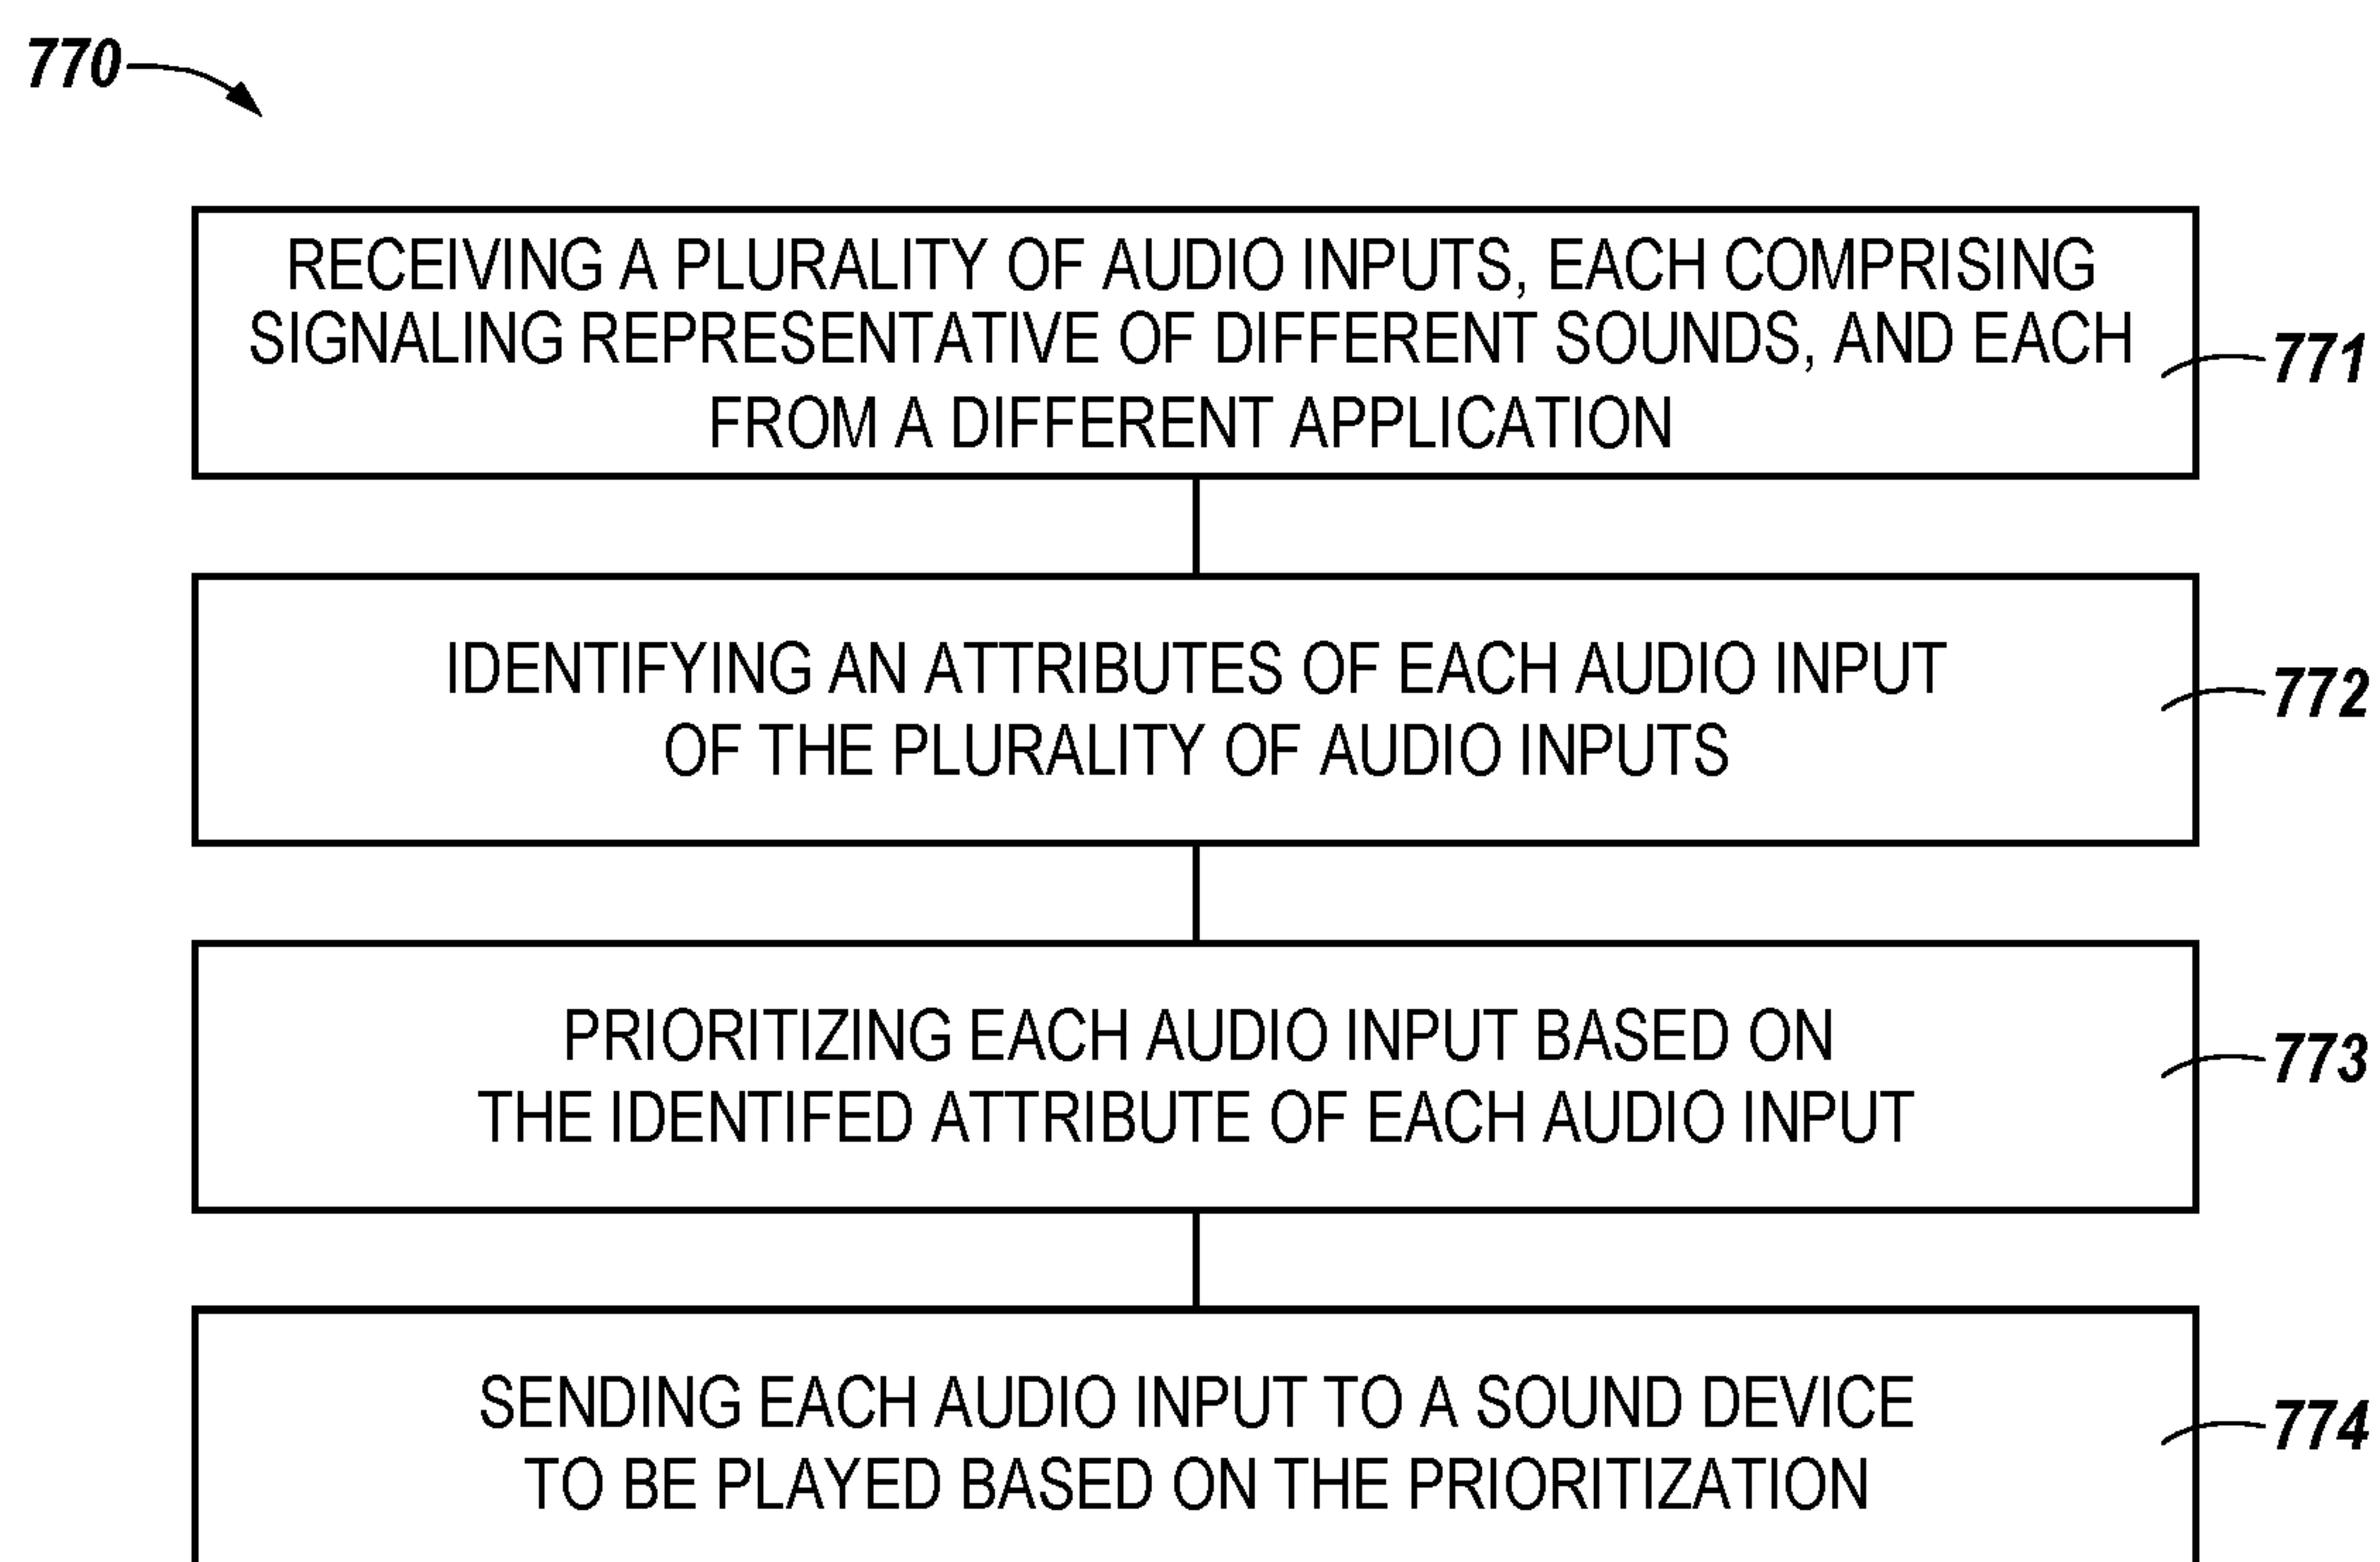 770
RECEIVING A PLURALITY OF AUDIO INPUTS, EACH COMPRISING
SIGNALING REPRESENTATIVE OF DIFFERENT SOUNDS, AND EACH
FROM A DIFFERENT APPLICATION
771
IDENTIFYING AN ATTRIBUTES OF EACH AUDIO INPUT
OF THE PLURALITY OF AUDIO INPUTS
772
PRIORITIZING EACH AUDIO INPUT BASED ON
THE IDENTIFED ATTRIBUTE OF EACH AUDIO INPUT
773
SENDING EACH AUDIO INPUT TO A SOUND DEVICE
TO BE PLAYED BASED ON THE PRIORITIZATION
774